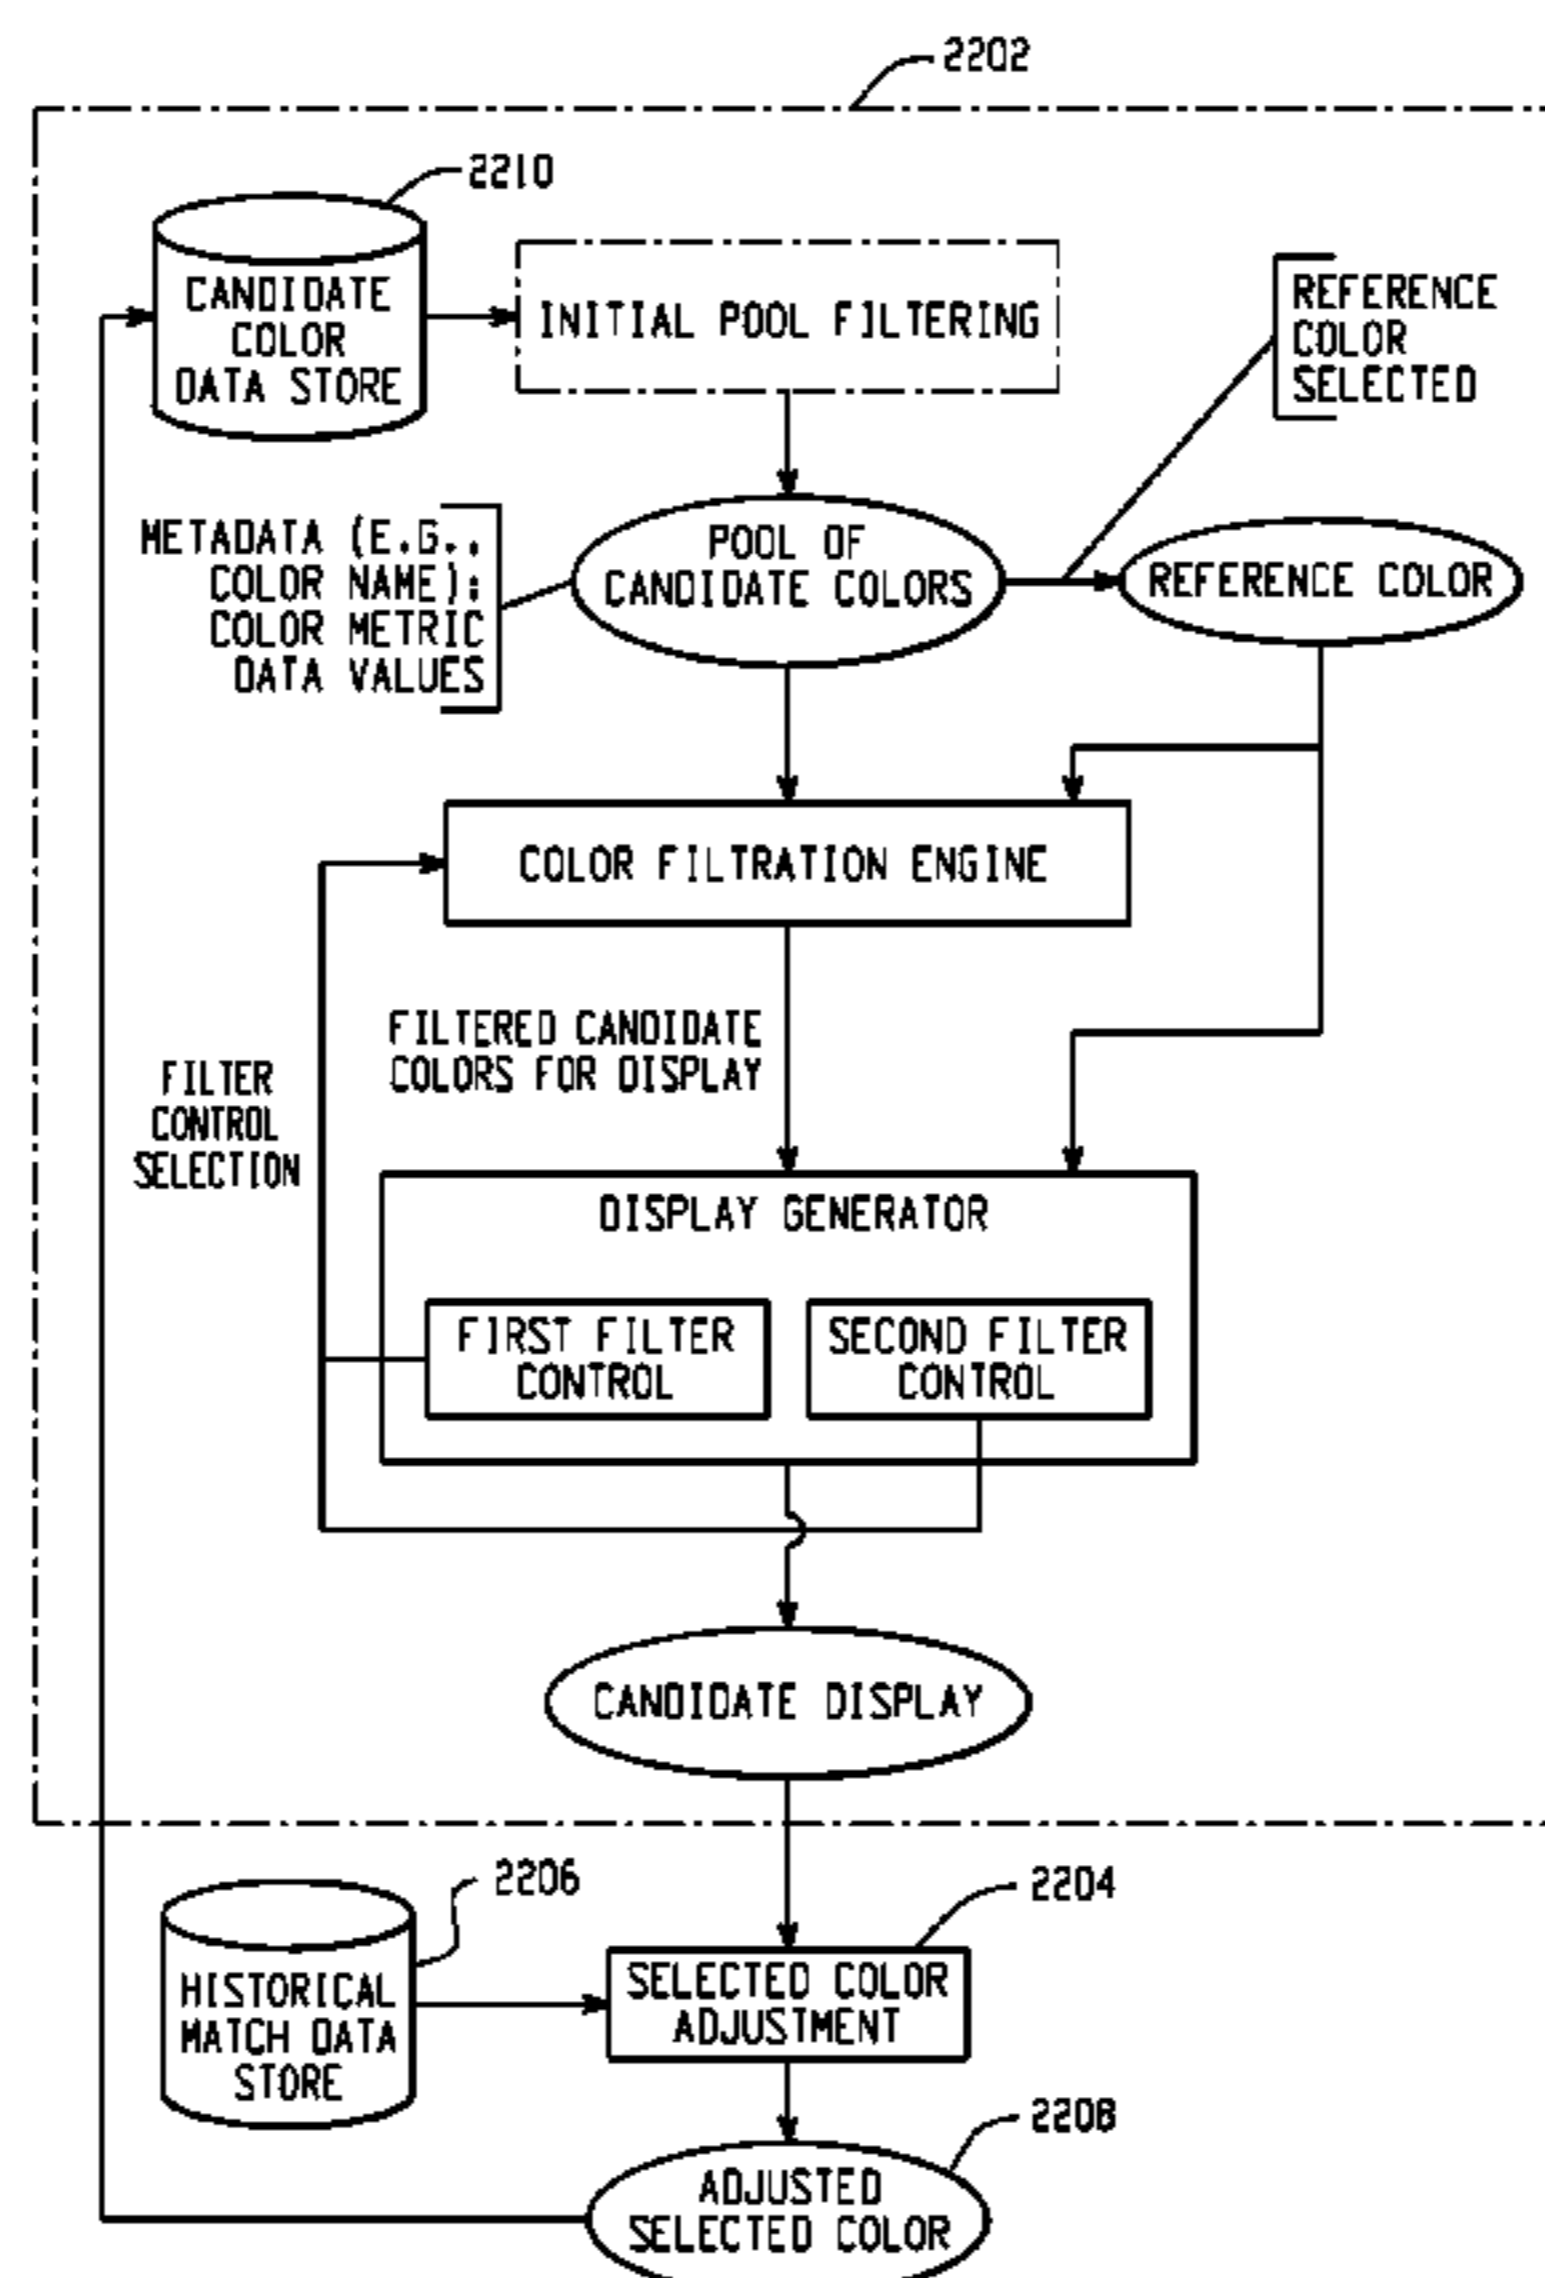 2202
2210
CANDIDATE
COLOR
DATA STORE
INITIAL POOL FILTERING
REFERENCE
COLOR
SELECTED
METADATA (E.G.,
COLOR NAME);
COLOR METRIC
DATA VALUES
POOL OF
CANDIDATE COLORS
REFERENCE COLOR
COLOR FILTRATION ENGINE
FILTERED CANDIDATE
COLORS FOR DISPLAY
FILTER
CONTROL
SELECTION
DISPLAY GENERATOR
FIRST FILTER
CONTROL
SECOND FILTER
CONTROL
CANDIDATE DISPLAY
2206
2204
HISTORICAL
MATCH DATA
STORE
SELECTED COLOR
ADJUSTMENT
2208
ADJUSTED
SELECTED COLOR